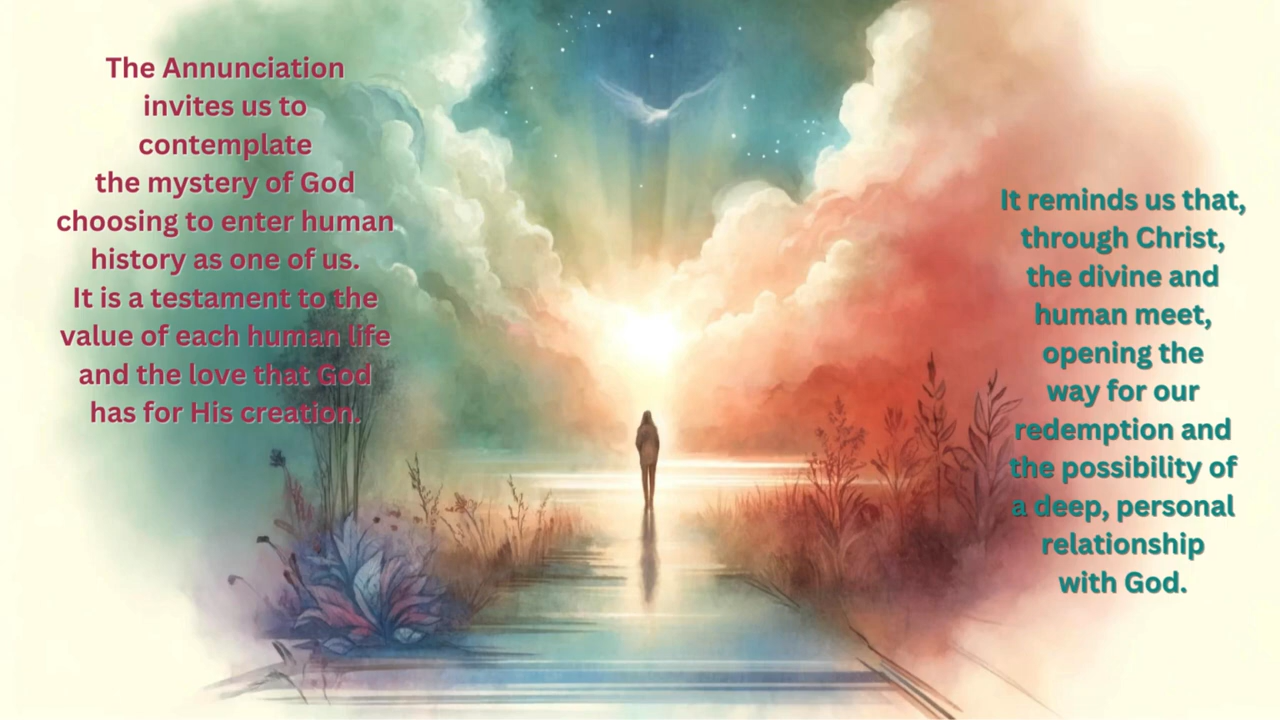 The Annunciation
invites us to
contemplate
the mystery of God
choosing to enter human
history as one of us.
It is a testament to the
value of each human life
and the love that God
has for His creation.
It reminds us that,
through Christ,
the divine and
human meet,
opening the
way for our
redemption and
the possibility of
a deep, personal
relationship
with God.